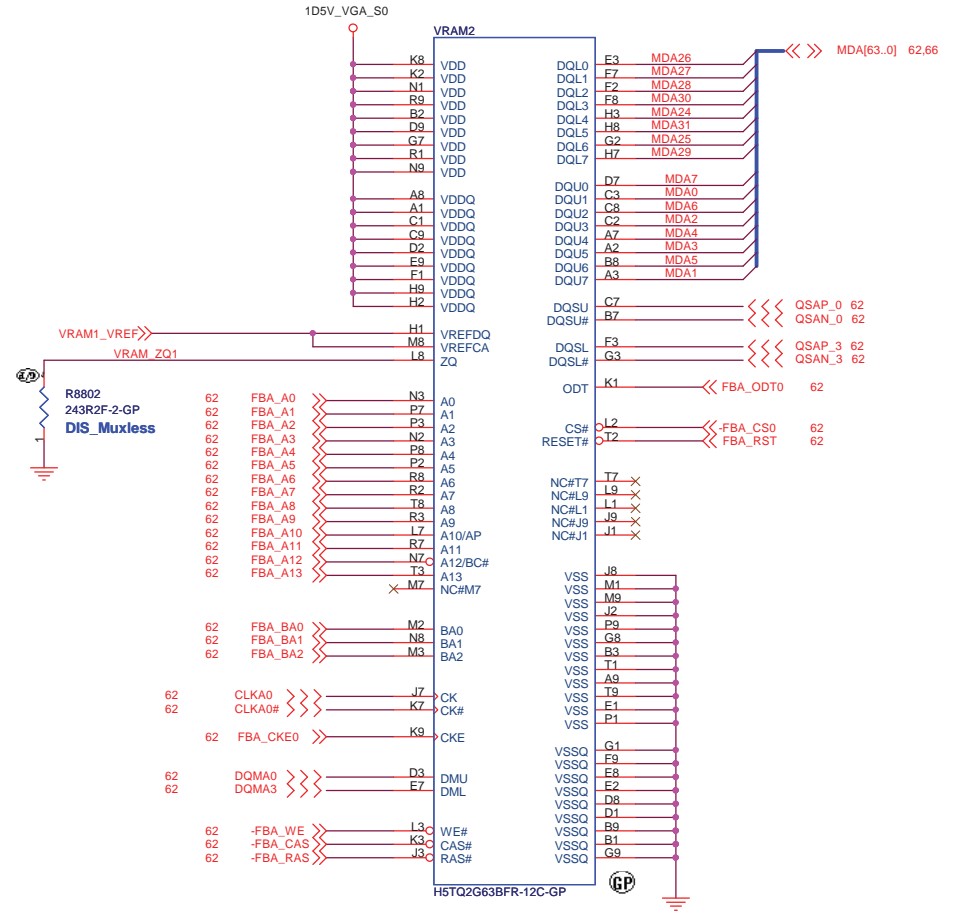 1D5V_VGA_S0
VRAM2
K8 VDD
K2 VDD
N1 VDD
R9 VDD
B2 VDD
D9 VDD
G7 VDD
R1 VDD
N9 VDD
A8 VDDQ
A1 VDDQ
C1 VDDQ
C9 VDDQ
D2 VDDQ
E9 VDDQ
F1 VDDQ
H9 VDDQ
H2 VDDQ
VRAM1_VREF H1 VREFDQ
M8 VREFCA
VRAM_ZQ1 L8 ZQ
R8802
243R2F-2-GP
DIS_Muxless
1
62 FBA_A0 N3 A0
62 FBA_A1 P7 A1
62 FBA_A2 P3 A2
62 FBA_A3 N2 A3
62 FBA_A4 P8 A4
62 FBA_A5 P2 A5
62 FBA_A6 R8 A6
62 FBA_A7 R2 A7
62 FBA_A8 T8 A8
62 FBA_A9 R3 A9
62 FBA_A10 L7 A10/AP
62 FBA_A11 R7 A11
62 FBA_A12 N7 A12/BC#
62 FBA_A13 T3 A13
M7 NC#M7
62 FBA_BA0 M2 BA0
62 FBA_BA1 N8 BA1
62 FBA_BA2 M3 BA2
62 CLKA0 J7 CK
62 CLKA0# K7 CK#
62 FBA_CKE0 K9 CKE
62 DQMA0 D3 DMU
62 DQMA3 E7 DML
62 -FBA_WE L3 WE#
62 -FBA_CAS K3 CAS#
62 -FBA_RAS J3 RAS#
DQL0 E3 MDA26
DQL1 F7 MDA27
DQL2 F2 MDA28
DQL3 F8 MDA30
DQL4 H3 MDA24
DQL5 H8 MDA31
DQL6 G2 MDA25
DQL7 H7 MDA29
MDA[63..0] 62,66
DQU0 D7 MDA7
DQU1 C3 MDA0
DQU2 C8 MDA6
DQU3 C2 MDA2
DQU4 A7 MDA4
DQU5 A2 MDA3
DQU6 B8 MDA5
DQU7 A3 MDA1
DQSU C7 QSAP_0 62
DQSU# B7 QSAN_0 62
DQSL F3 QSAP_3 62
DQSL# G3 QSAN_3 62
ODT K1 FBA_ODT0 62
CS# L2 -FBA_CS0 62
RESET# T2 FBA_RST 62
NC#T7 T7
NC#L9 L9
NC#L1 L1
NC#J9 J9
NC#J1 J1
VSS J8
VSS M1
VSS M9
VSS J2
VSS P9
VSS G8
VSS B3
VSS T1
VSS A9
VSS T9
VSS E1
VSS P1
VSSQ G1
VSSQ F9
VSSQ E8
VSSQ E2
VSSQ D8
VSSQ D1
VSSQ B9
VSSQ B1
VSSQ G9
GP
H5TQ2G63BFR-12C-GP